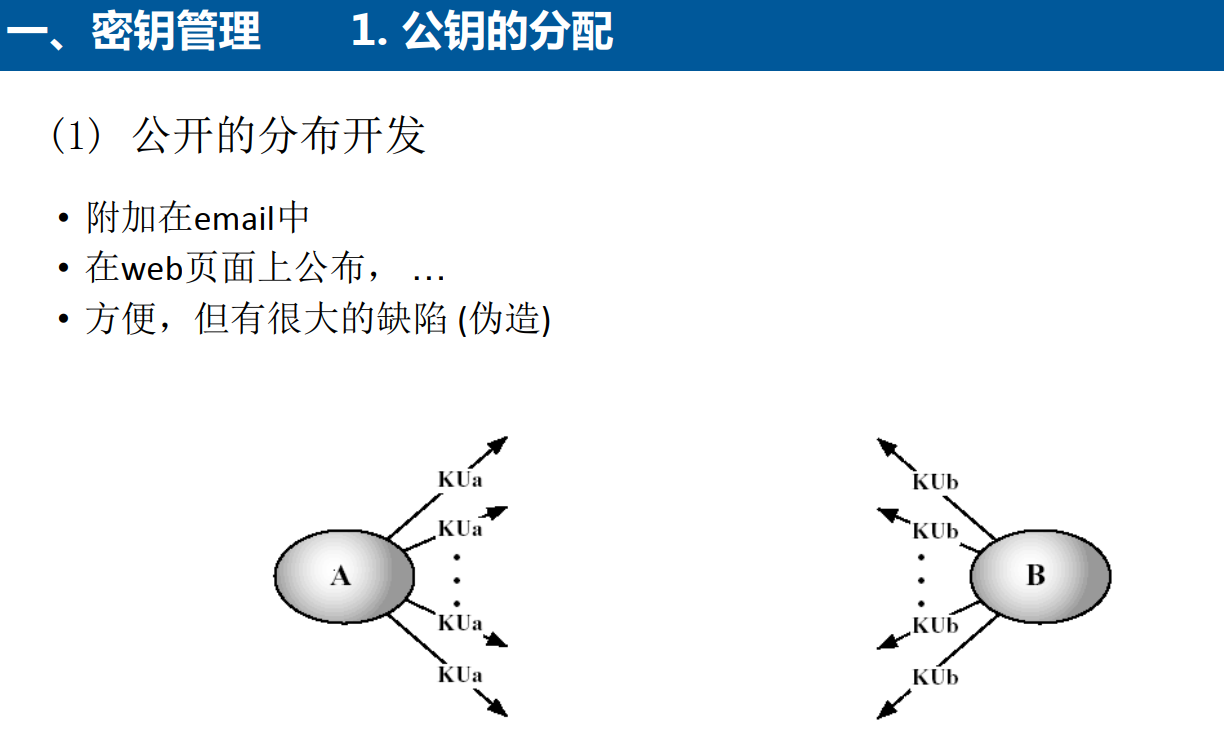 一、密钥管理 1. 公钥的分配
(1) 公开的分布开发
• 附加在email中
• 在web页面上公布， …
• 方便，但有很大的缺陷 (伪造)
KUa
KUa
A
KUa
KUa
KUb
KUb
B
KUb
KUb